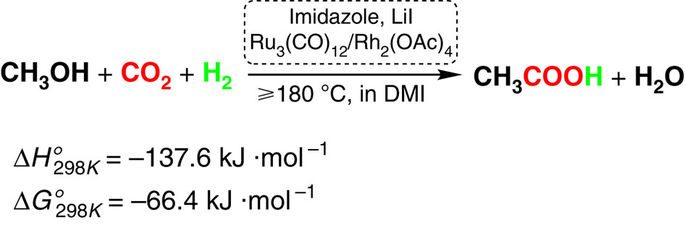 Imidazole, LiI
Ru₃(CO)₁₂/Rh₂(OAc)₄
CH₃OH + CO₂ + H₂ CH₃COOH + H₂O
⩾180 °C, in DMI
ΔH°₂₉₈K = –137.6 kJ ·mol⁻¹
ΔG°₂₉₈K = –66.4 kJ ·mol⁻¹